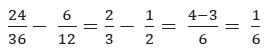 24/36 − 6/12 = 2/3 − 1/2 = 4−3/6 = 1/6